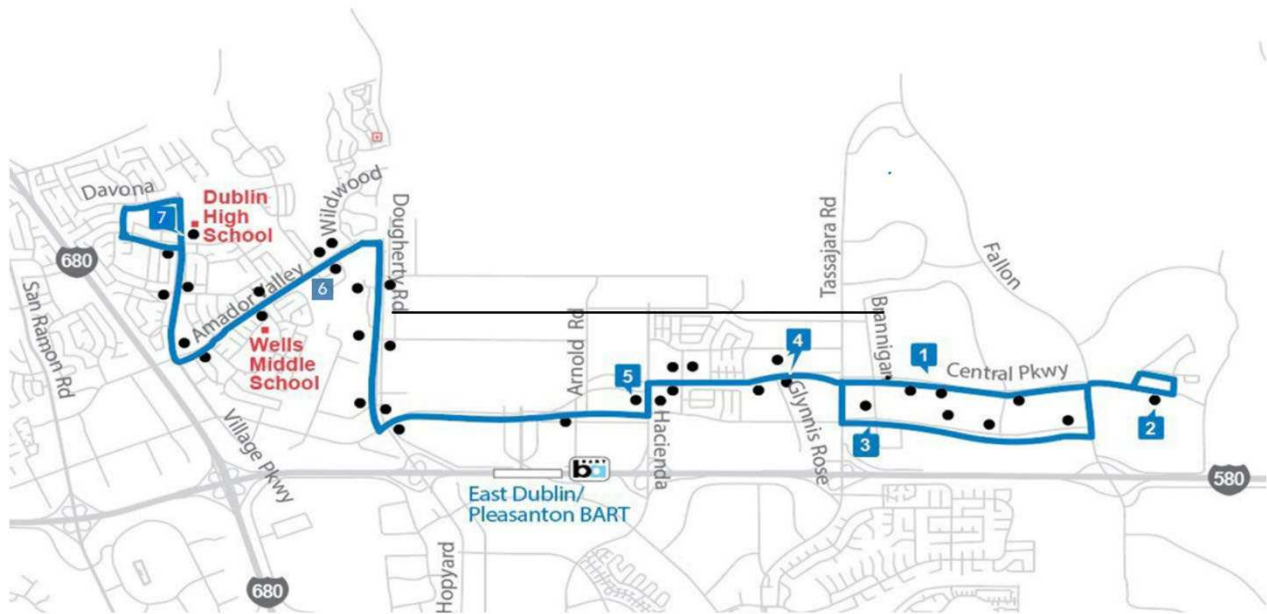 Davona
Dublin
High
School
7
Wildwood
Dougherty Rd
680
San Ramon Rd
Amador Valley
6
Wells
Middle
School
Village Pkwy
Arnold Rd
5
Hacienda
4
Glynnis Rose
Tassajara Rd
Brannigan
1
Central Pkwy
Fallon
3
2
BART
ba
East Dublin/
Pleasanton BART
580
Hopyard
680